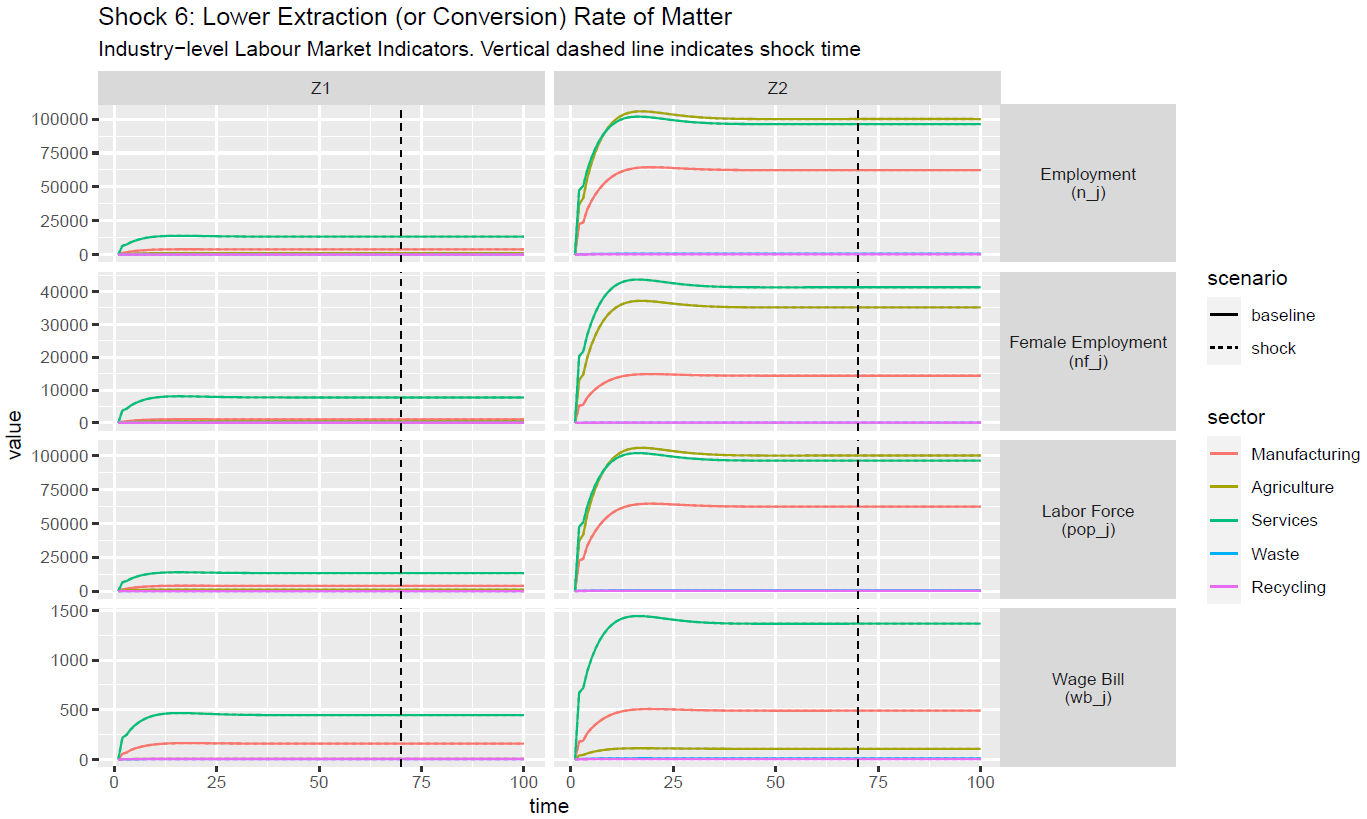 Shock 6: Lower Extraction (or Conversion) Rate of Matter
Industry−level Labour Market Indicators. Vertical dashed line indicates shock time
Z1
Z2
100000
75000
50000
25000
0
Employment
(n_j)
40000
30000
20000
10000
0
Female Employment
(nf_j)
100000
75000
50000
25000
0
Labor Force
(pop_j)
1500
1000
500
0
Wage Bill
(wb_j)
value
0
25
50
75
100
0
25
50
75
100
time
scenario
baseline
shock
sector
Manufacturing
Agriculture
Services
Waste
Recycling